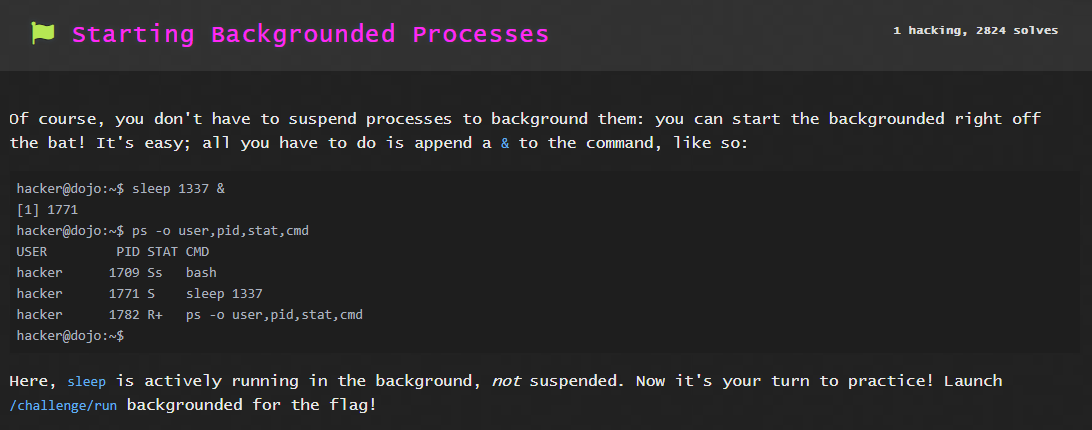 Starting Backgrounded Processes
1 hacking, 2824 solves
Of course, you don't have to suspend processes to background them: you can start the backgrounded right off
the bat! It's easy; all you have to do is append a & to the command, like so:
hacker@dojo:~$ sleep 1337 &
[1] 1771
hacker@dojo:~$ ps -o user,pid,stat,cmd
USER         PID STAT CMD
hacker      1709 Ss   bash
hacker      1771 S    sleep 1337
hacker      1782 R+   ps -o user,pid,stat,cmd
hacker@dojo:~$
Here, sleep is actively running in the background, not suspended. Now it's your turn to practice! Launch
/challenge/run backgrounded for the flag!